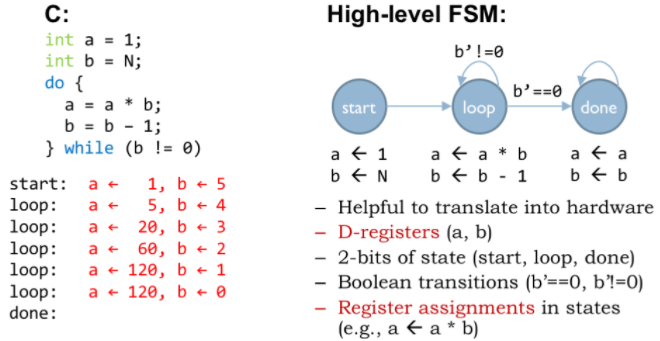 C:
int a = 1;
int b = N;
do {
a = a * b;
b = b - 1;
} while (b != 0)
start: a ← 1, b ← 5
loop: a ← 5, b ← 4
loop: a ← 20, b ← 3
loop: a ← 60, b ← 2
loop: a ← 120, b ← 1
loop: a ← 120, b ← 0
done:
High-level FSM:
b’!=0
b’==0
start
loop
done
a ← 1
b ← N
a ← a * b
b ← b - 1
a ← a
b ← b
– Helpful to translate into hardware
– D-registers (a, b)
– 2-bits of state (start, loop, done)
– Boolean transitions (b’==0, b’!=0)
– Register assignments in states
(e.g., a ← a * b)